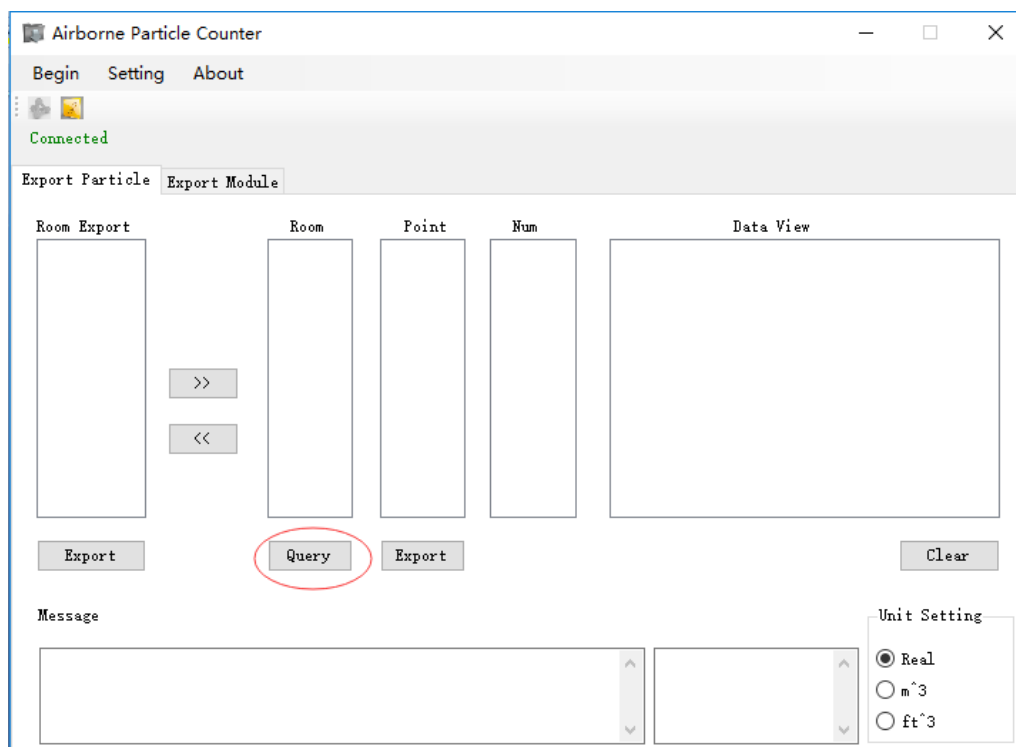 Airborne Particle Counter
Begin Setting About
Connected
Export Particle Export Module
Room Export Room Point Num Data View
>>
<<
Export Query Export Clear
Message Unit Setting
Real
m^3
ft^3